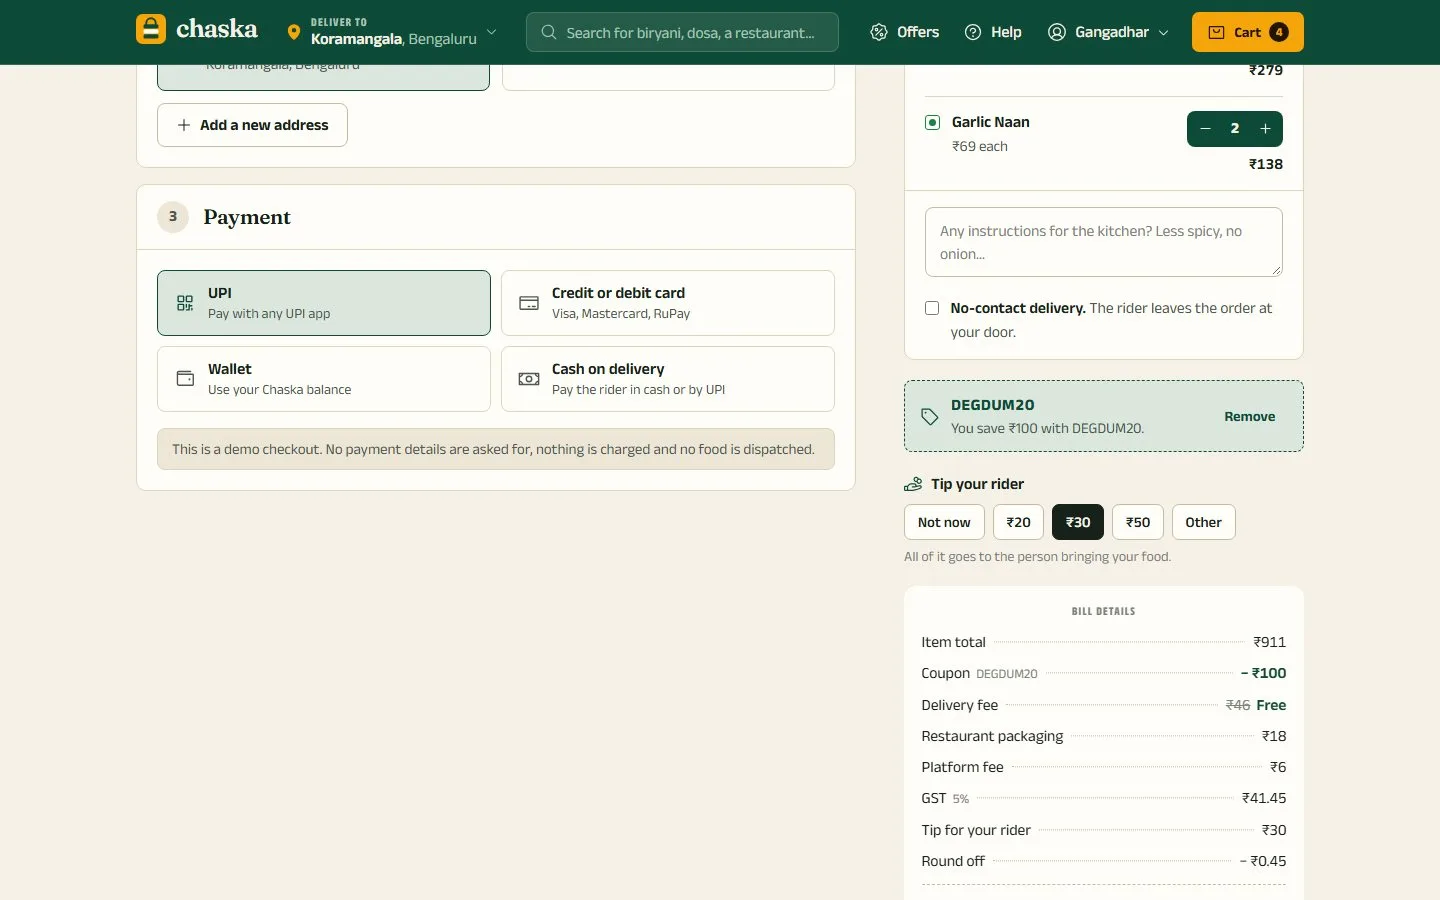 chaska
DELIVER TO
Koramangala, Bengaluru
Search for biryani, dosa, a restaurant...
Offers
Help
Gangadhar
Cart 4
Koramangala, Bengaluru
Add a new address
3 Payment
UPI
Pay with any UPI app
Credit or debit card
Visa, Mastercard, RuPay
Wallet
Use your Chaska balance
Cash on delivery
Pay the rider in cash or by UPI
This is a demo checkout. No payment details are asked for, nothing is charged and no food is dispatched.
₹279
Garlic Naan
− 2 +
₹69 each
₹138
Any instructions for the kitchen? Less spicy, no
onion...
No-contact delivery. The rider leaves the order at
your door.
DEGDUM20
You save ₹100 with DEGDUM20.
Remove
Tip your rider
Not now
₹20
₹30
₹50
Other
All of it goes to the person bringing your food.
BILL DETAILS
Item total ₹911
Coupon DEGDUM20 − ₹100
Delivery fee ₹46 Free
Restaurant packaging ₹18
Platform fee ₹6
GST 5% ₹41.45
Tip for your rider ₹30
Round off − ₹0.45